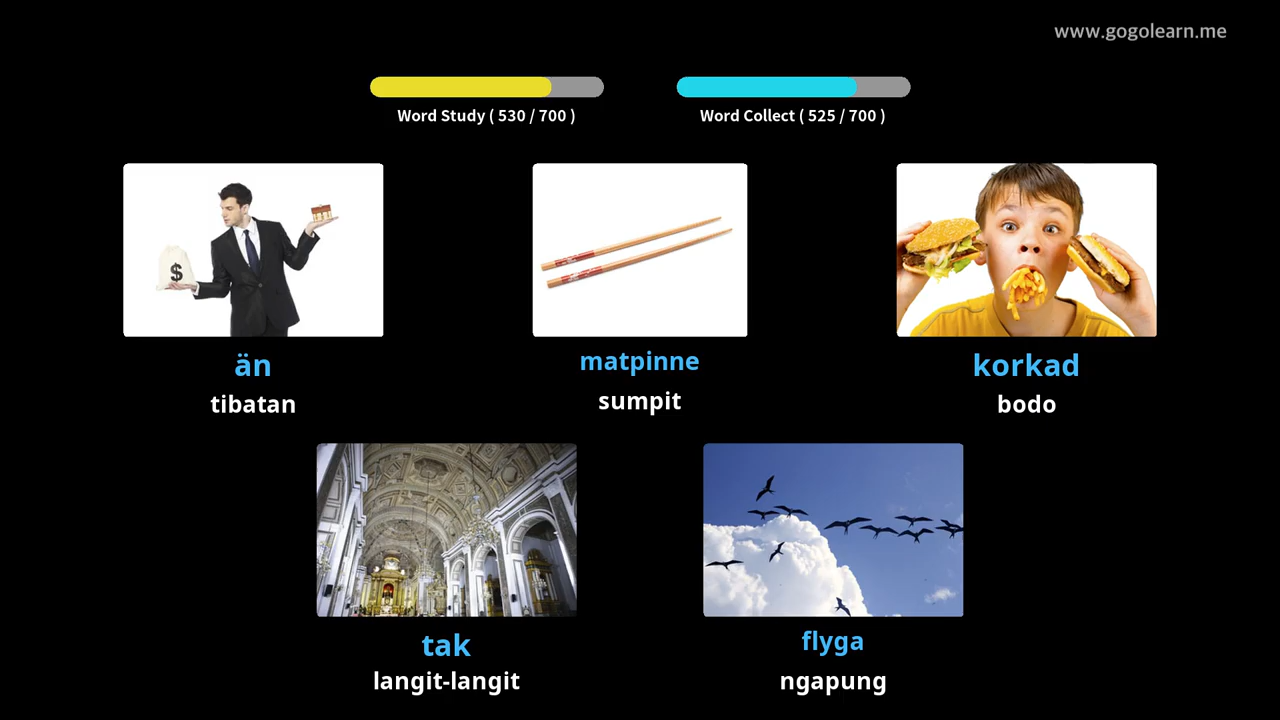 www.gogolearn.me
Word Study ( 530 / 700 )
Word Collect ( 525 / 700 )
$
än
tibatan
matpinne
sumpit
korkad
bodo
tak
langit-langit
flyga
ngapung